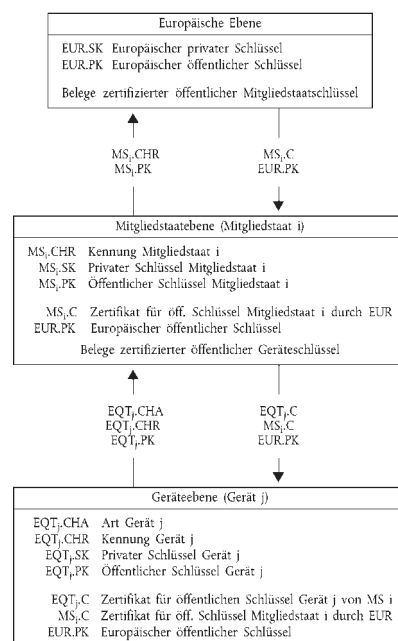 Europäische Ebene
EUR.SK Europäischer privater Schlüssel
EUR.PK Europäischer öffentlicher Schlüssel
Belege zertifizierter öffentlicher Mitgliedstaatschlüssel
MSi.CHR
MSi.PK
MSi.C
EUR.PK
Mitgliedstaatebene (Mitgliedstaat i)
MSi.CHR Kennung Mitgliedstaat i
MSi.SK Privater Schlüssel Mitgliedstaat i
MSi.PK Öffentlicher Schlüssel Mitgliedstaat i
MSi.C Zertifikat für öff. Schlüssel Mitgliedstaat i durch EUR
EUR.PK Europäischer öffentlicher Schlüssel
Belege zertifizierter öffentlicher Geräteschlüssel
EQTj.CHA
EQTj.CHR
EQTj.PK
EQTj.C
MSi.C
EUR.PK
Geräteebene (Gerät j)
EQTj.CHA Art Gerät j
EQTj.CHR Kennung Gerät j
EQTj.SK Privater Schlüssel Gerät j
EQTj.PK Öffentlicher Schlüssel Gerät j
EQTj.C Zertifikat für öffentlichen Schlüssel Gerät j von MS i
MSi.C Zertifikat für öff. Schlüssel Mitgliedstaat i durch EUR
EUR.PK Europäischer öffentlicher Schlüssel